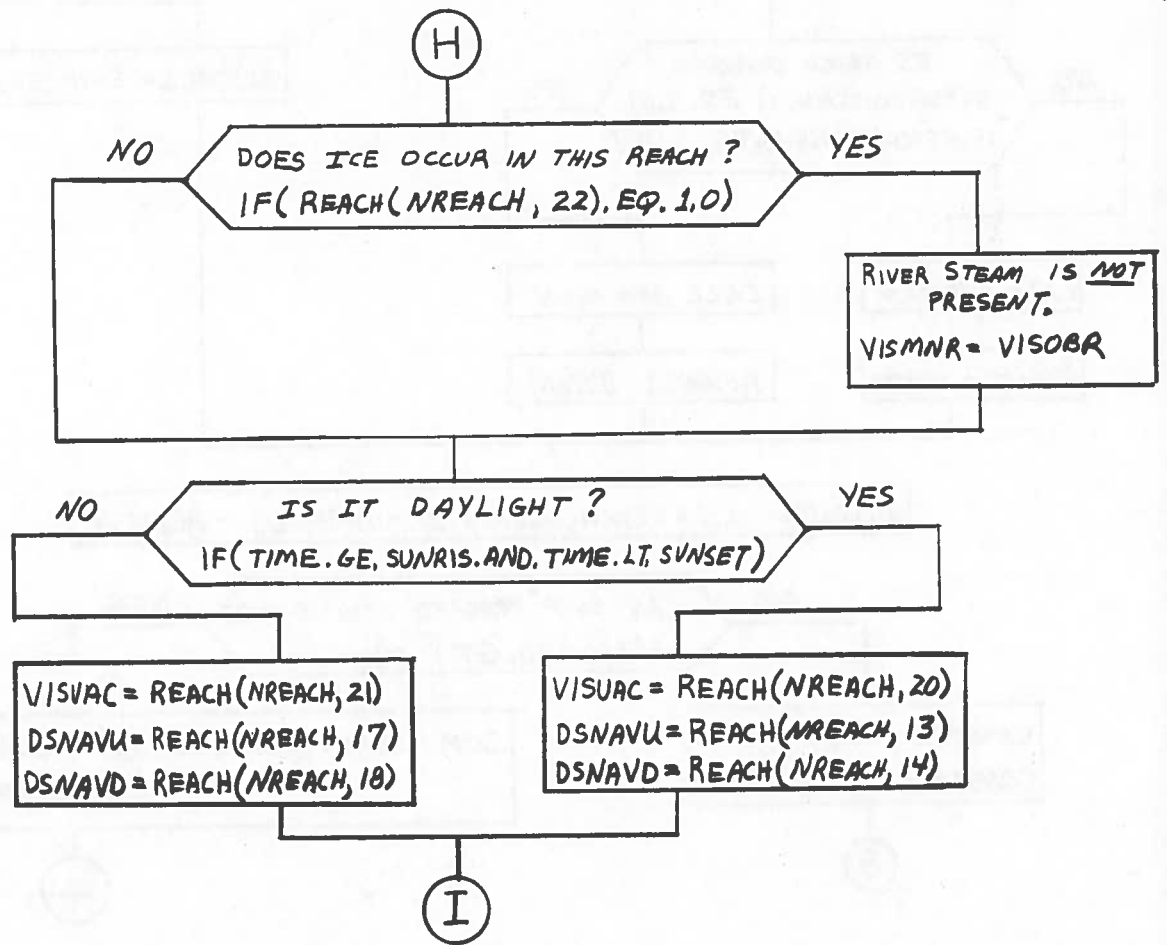 H
NO
DOES ICE OCCUR IN THIS REACH?
YES
IF( REACH( NREACH, 22). EQ. 1.0)
RIVER STEAM IS NOT
PRESENT.
VISMNR = VISOBR
NO
IS IT DAYLIGHT?
YES
IF( TIME.GE. SUNRIS.AND. TIME.LT. SUNSET)
VISVAC = REACH(NREACH, 21)
DSNAVU = REACH(NREACH, 17)
DSNAVD = REACH(NREACH, 18)
VISVAC = REACH(NREACH, 20)
DSNAVU = REACH(NREACH, 13)
DSNAVD = REACH(NREACH, 14)
I